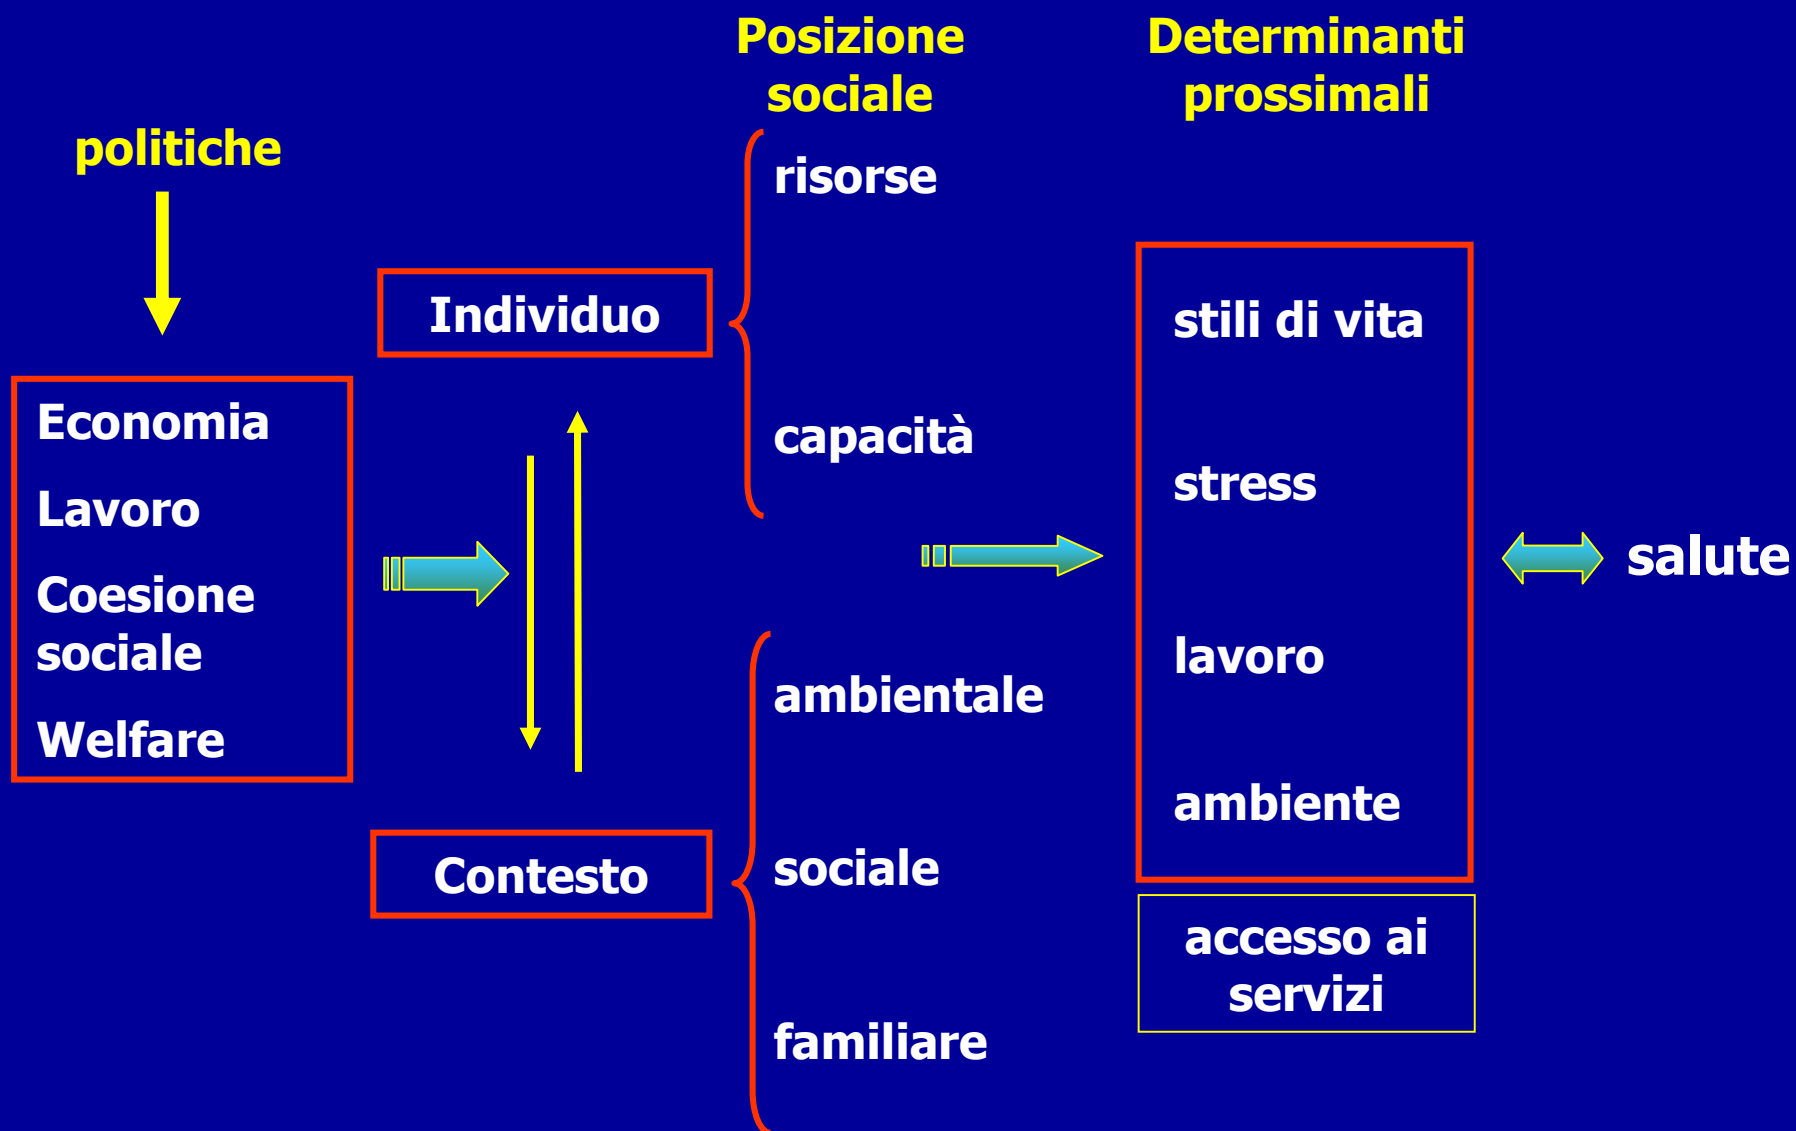 politiche
Economia
Lavoro
Coesione
sociale
Welfare
Individuo
Contesto
Posizione
sociale
risorse
capacità
ambientale
sociale
familiare
Determinanti
prossimali
stili di vita
stress
lavoro
ambiente
accesso ai
servizi
salute